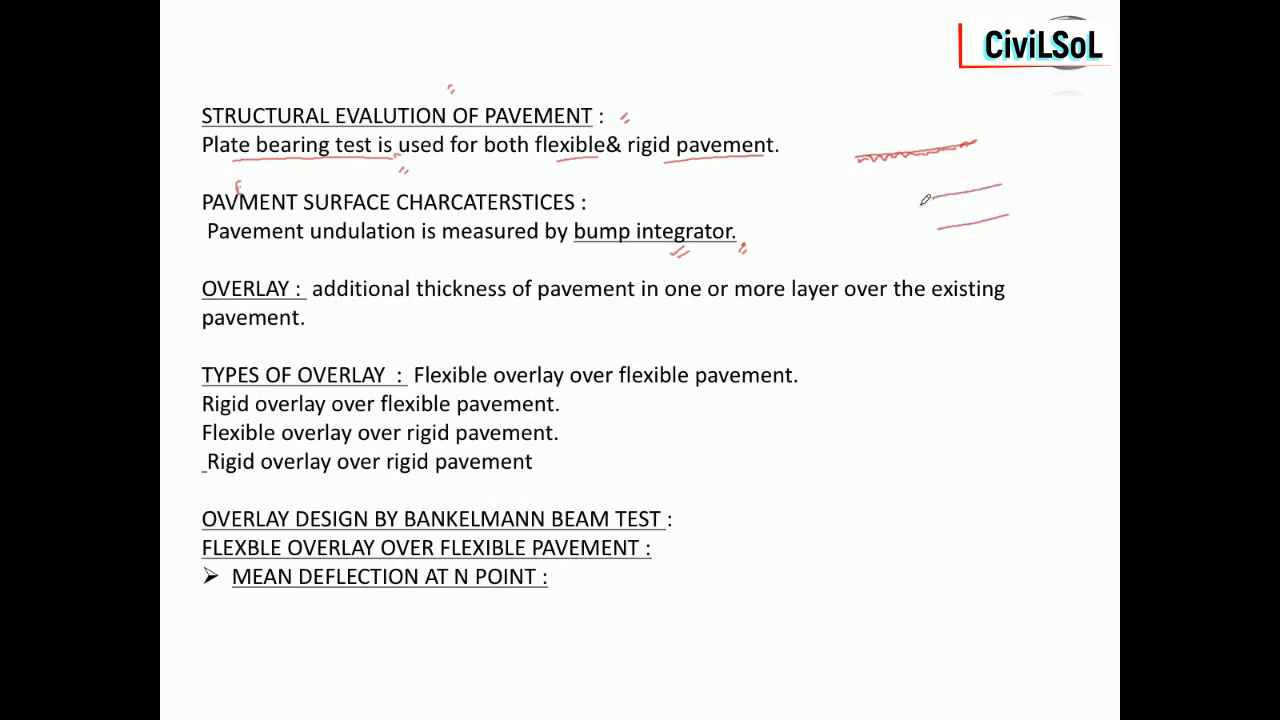 CiviLSoL
STRUCTURAL EVALUTION OF PAVEMENT :
Plate bearing test is used for both flexible& rigid pavement.
PAVMENT SURFACE CHARCATERSTICES :
Pavement undulation is measured by bump integrator.
OVERLAY : additional thickness of pavement in one or more layer over the existing
pavement.
TYPES OF OVERLAY : Flexible overlay over flexible pavement.
Rigid overlay over flexible pavement.
Flexible overlay over rigid pavement.
Rigid overlay over rigid pavement
OVERLAY DESIGN BY BANKELMANN BEAM TEST :
FLEXBLE OVERLAY OVER FLEXIBLE PAVEMENT :
➢ MEAN DEFLECTION AT N POINT :